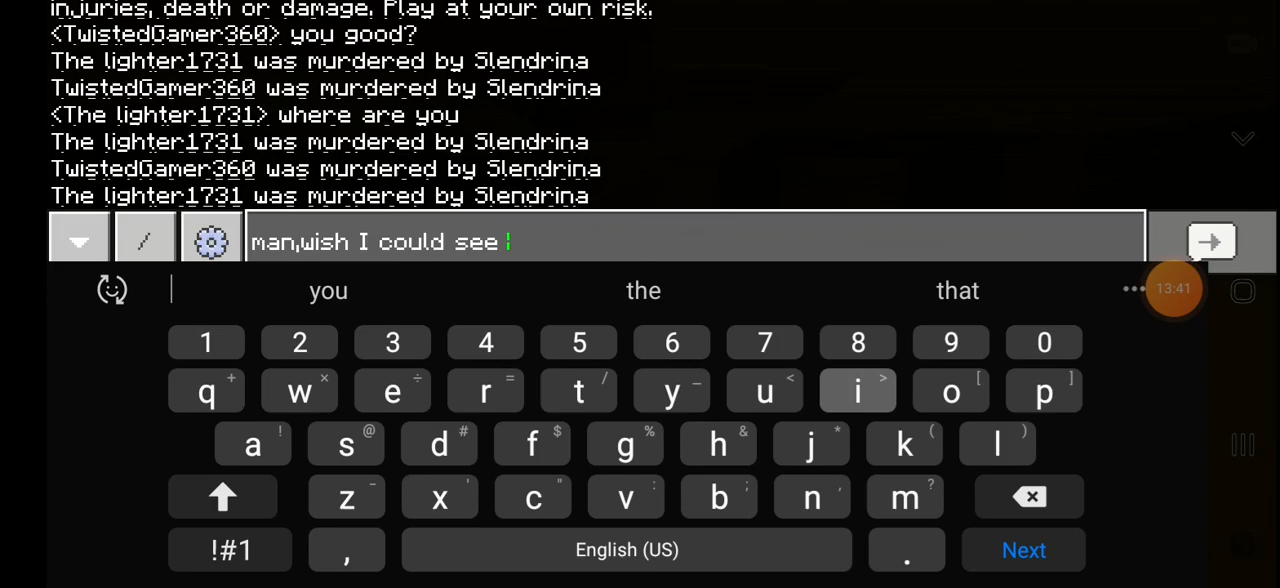 injuries, death or damage. Play at your own risk.
<TwistedGamer360> you good?
The lighter1731 was murdered by Slendrina
TwistedGamer360 was murdered by Slendrina
<The lighter1731> where are you
The lighter1731 was murdered by Slendrina
TwistedGamer360 was murdered by Slendrina
The lighter1731 was murdered by Slendrina
/ man,wish I could see
you the that ••• 13:41
1 2 3 4 5 6 7 8 9 0
q + w × e ÷ r = t / y _ u < i > o [ p ]
a ! s @ d # f $ g % h & j * k ( l )
z - x ' c " v : b ; n , m ?
!#1 , English (US) . Next